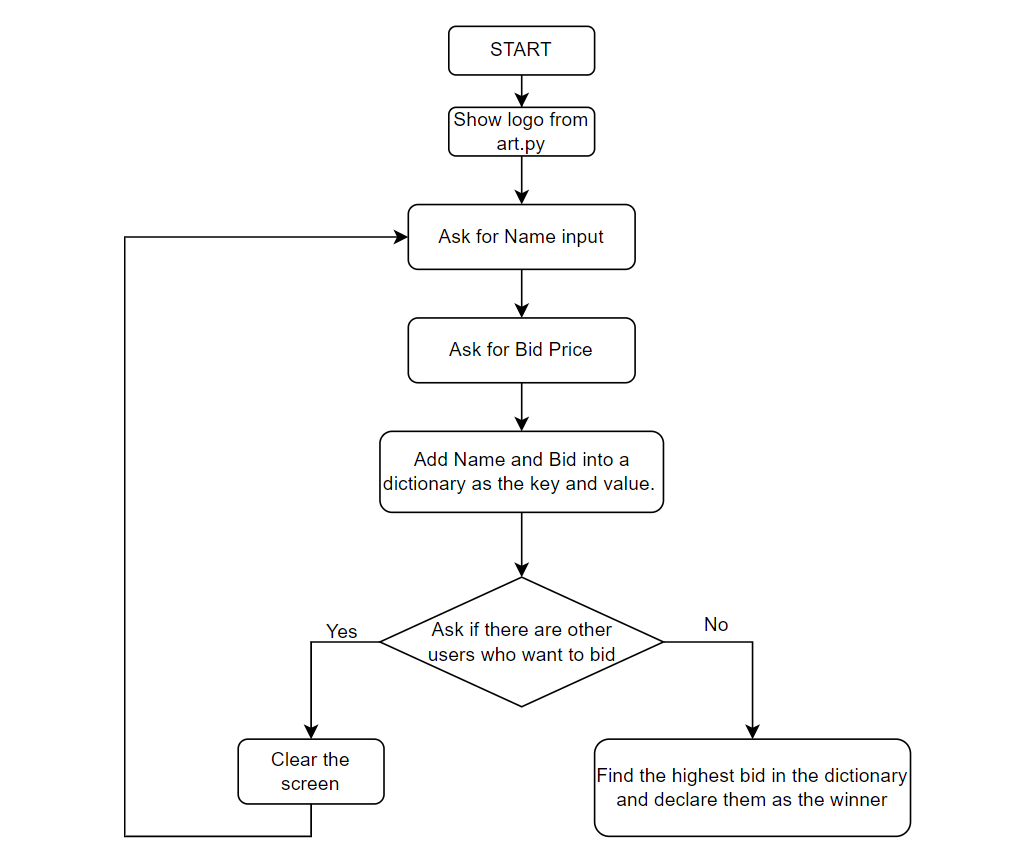 START
Show logo from
art.py
Ask for Name input
Ask for Bid Price
Add Name and Bid into a
dictionary as the key and value.
Ask if there are other
users who want to bid
Yes
No
Clear the
screen
Find the highest bid in the dictionary
and declare them as the winner